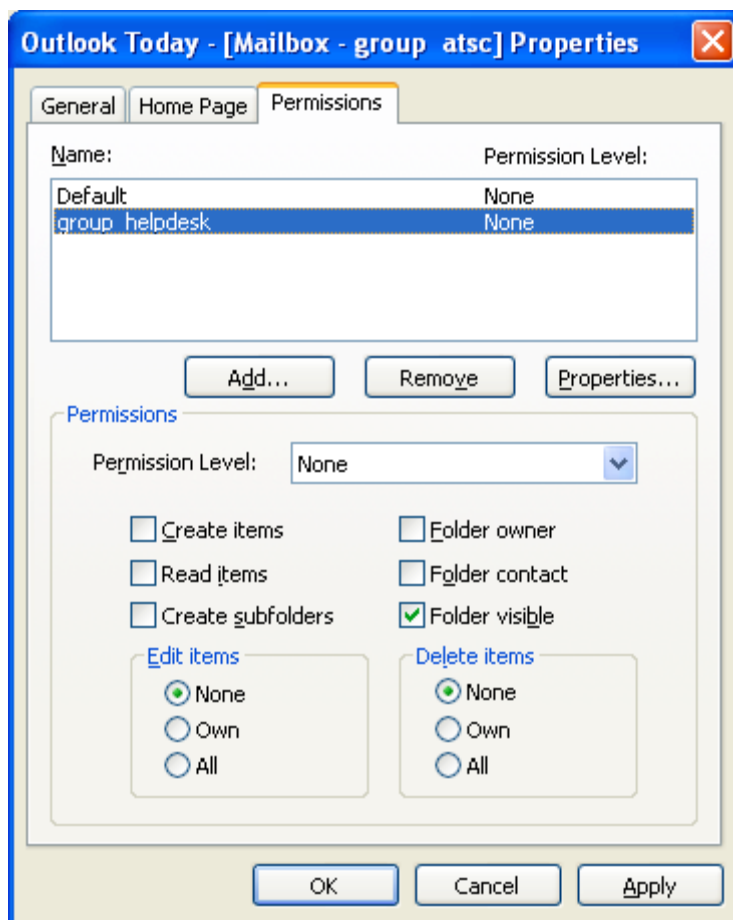 Outlook Today - [Mailbox - group atsc] Properties
General Home Page Permissions
Name: Permission Level:
Default None
group helpdesk None
Add... Remove Properties...
Permissions
Permission Level: None
Create items Folder owner
Read items Folder contact
Create subfolders Folder visible
Edit items Delete items
None None
Own Own
All All
OK Cancel Apply